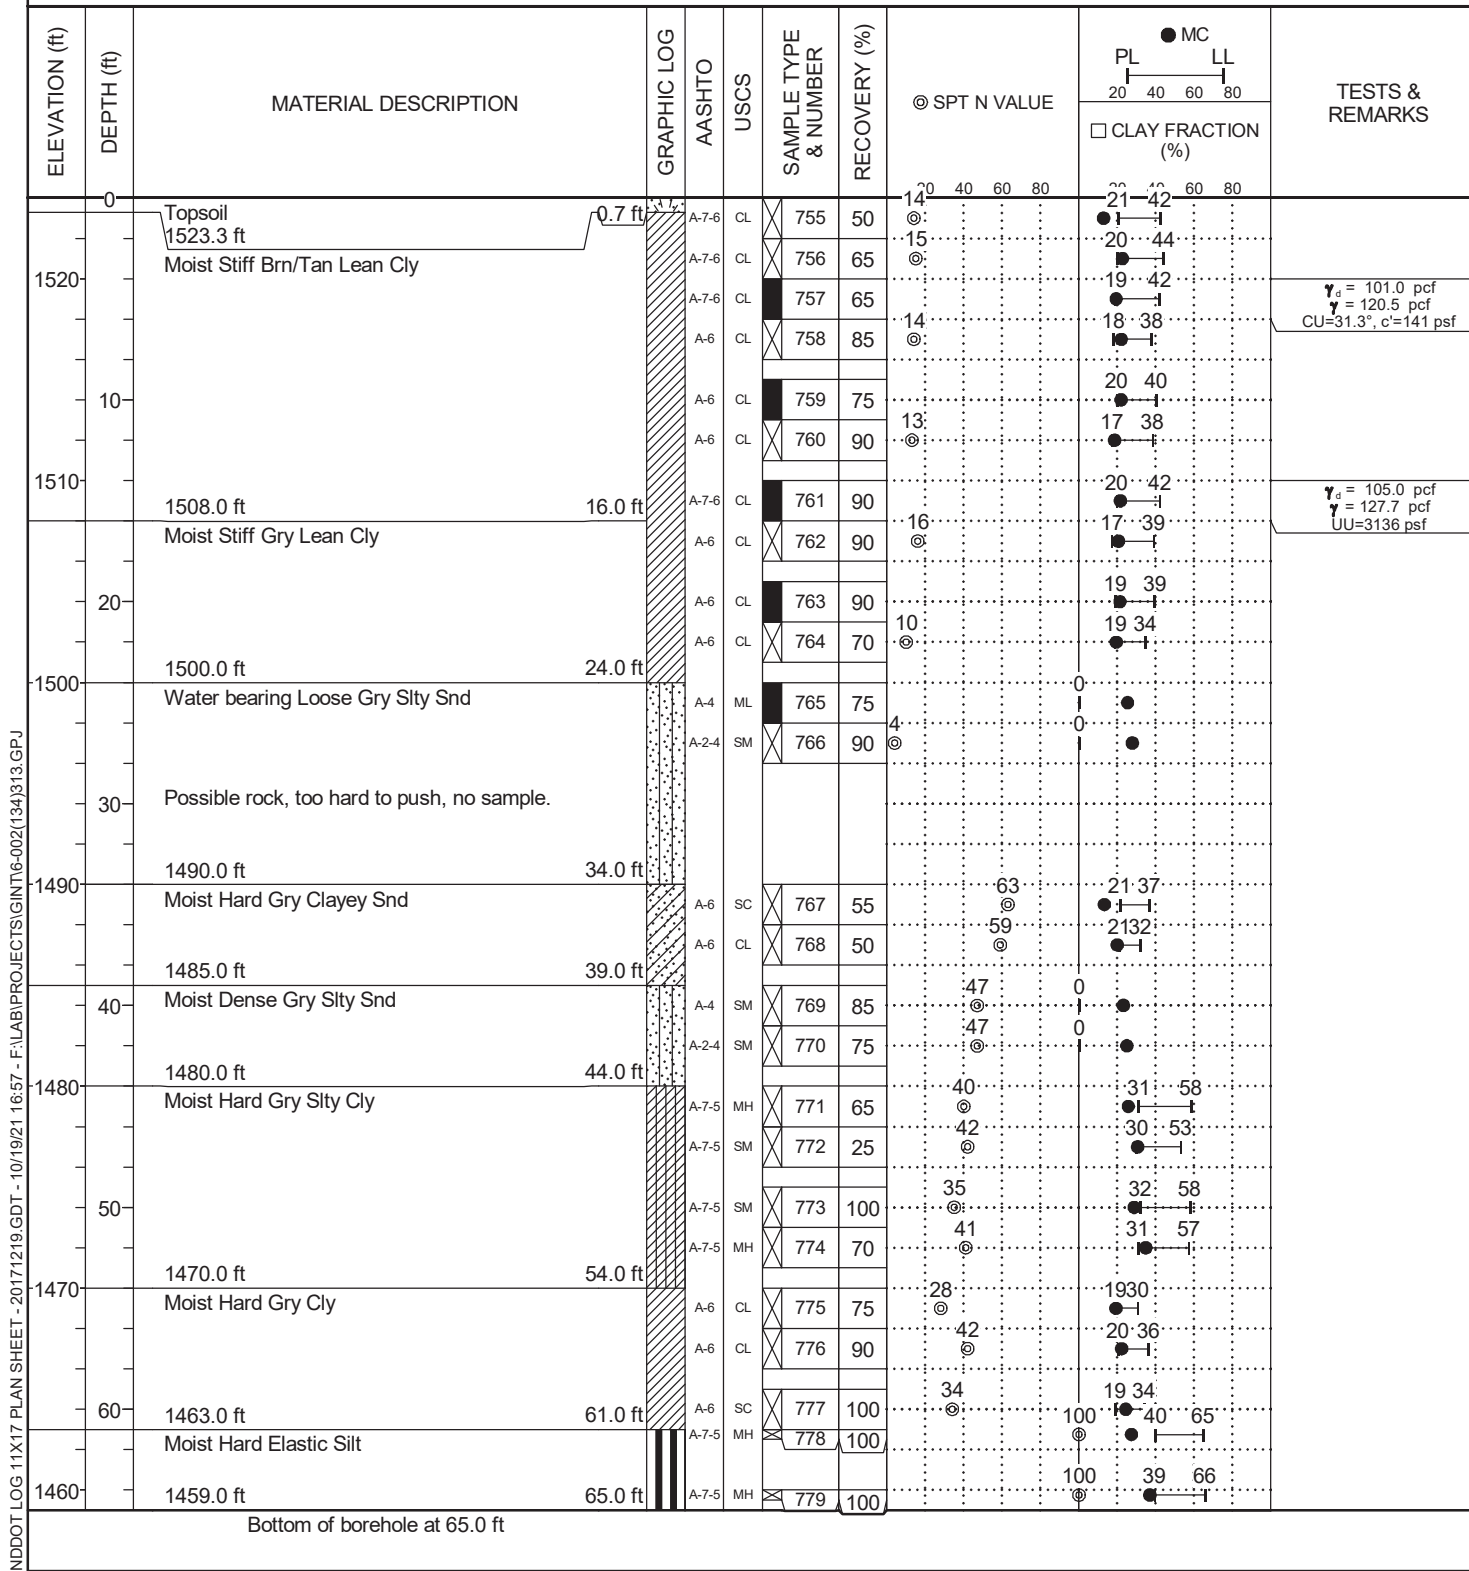 ELEVATION (ft)
DEPTH (ft)
MATERIAL DESCRIPTION
GRAPHIC LOG
AASHTO
USCS
SAMPLE TYPE
& NUMBER
RECOVERY (%)
SPT N VALUE
MC
PL LL
20 40 60 80
CLAY FRACTION
(%)
TESTS &
REMARKS
20 40 60 80
20 40 60 80
0
Topsoil 0.7 ft
1523.3 ft
A-7-6 CL 755 50 14 21 42
Moist Stiff Brn/Tan Lean Cly
A-7-6 CL 756 65 15 20 44
1520
A-7-6 CL 757 65 19 42
γd = 101.0 pcf
γ = 120.5 pcf
CU=31.3°, c'=141 psf
A-6 CL 758 85 14 18 38
10 A-6 CL 759 75 20 40
A-6 CL 760 90 13 17 38
1510
1508.0 ft 16.0 ft A-7-6 CL 761 90 20 42
γd = 105.0 pcf
γ = 127.7 pcf
UU=3136 psf
Moist Stiff Gry Lean Cly A-6 CL 762 90 16 17 39
20 A-6 CL 763 90 19 39
A-6 CL 764 70 10 19 34
1500.0 ft 24.0 ft
1500
Water bearing Loose Gry Slty Snd A-4 ML 765 75 0
A-2-4 SM 766 90 4 0
30 Possible rock, too hard to push, no sample.
1490.0 ft 34.0 ft
1490
Moist Hard Gry Clayey Snd A-6 SC 767 55 63 21 37
A-6 CL 768 50 59 21 32
1485.0 ft 39.0 ft
40 Moist Dense Gry Slty Snd A-4 SM 769 85 47 0
A-2-4 SM 770 75 47 0
1480.0 ft 44.0 ft
1480
Moist Hard Gry Slty Cly A-7-5 MH 771 65 40 31 58
A-7-5 SM 772 25 42 30 53
50 A-7-5 SM 773 100 35 32 58
A-7-5 MH 774 70 41 31 57
1470.0 ft 54.0 ft
1470
Moist Hard Gry Cly A-6 CL 775 75 28 19 30
A-6 CL 776 90 42 20 36
60 1463.0 ft 61.0 ft A-6 SC 777 100 34 19 34
Moist Hard Elastic Silt A-7-5 MH 778 100 100 40 65
1460
1459.0 ft 65.0 ft A-7-5 MH 779 100 100 39 66
Bottom of borehole at 65.0 ft
NDDOT LOG 11X17 PLAN SHEET - 20171219.GDT - 10/19/21 16:57 - F:\LAB\PROJECTS\GINT\6-002(134)313.GPJ